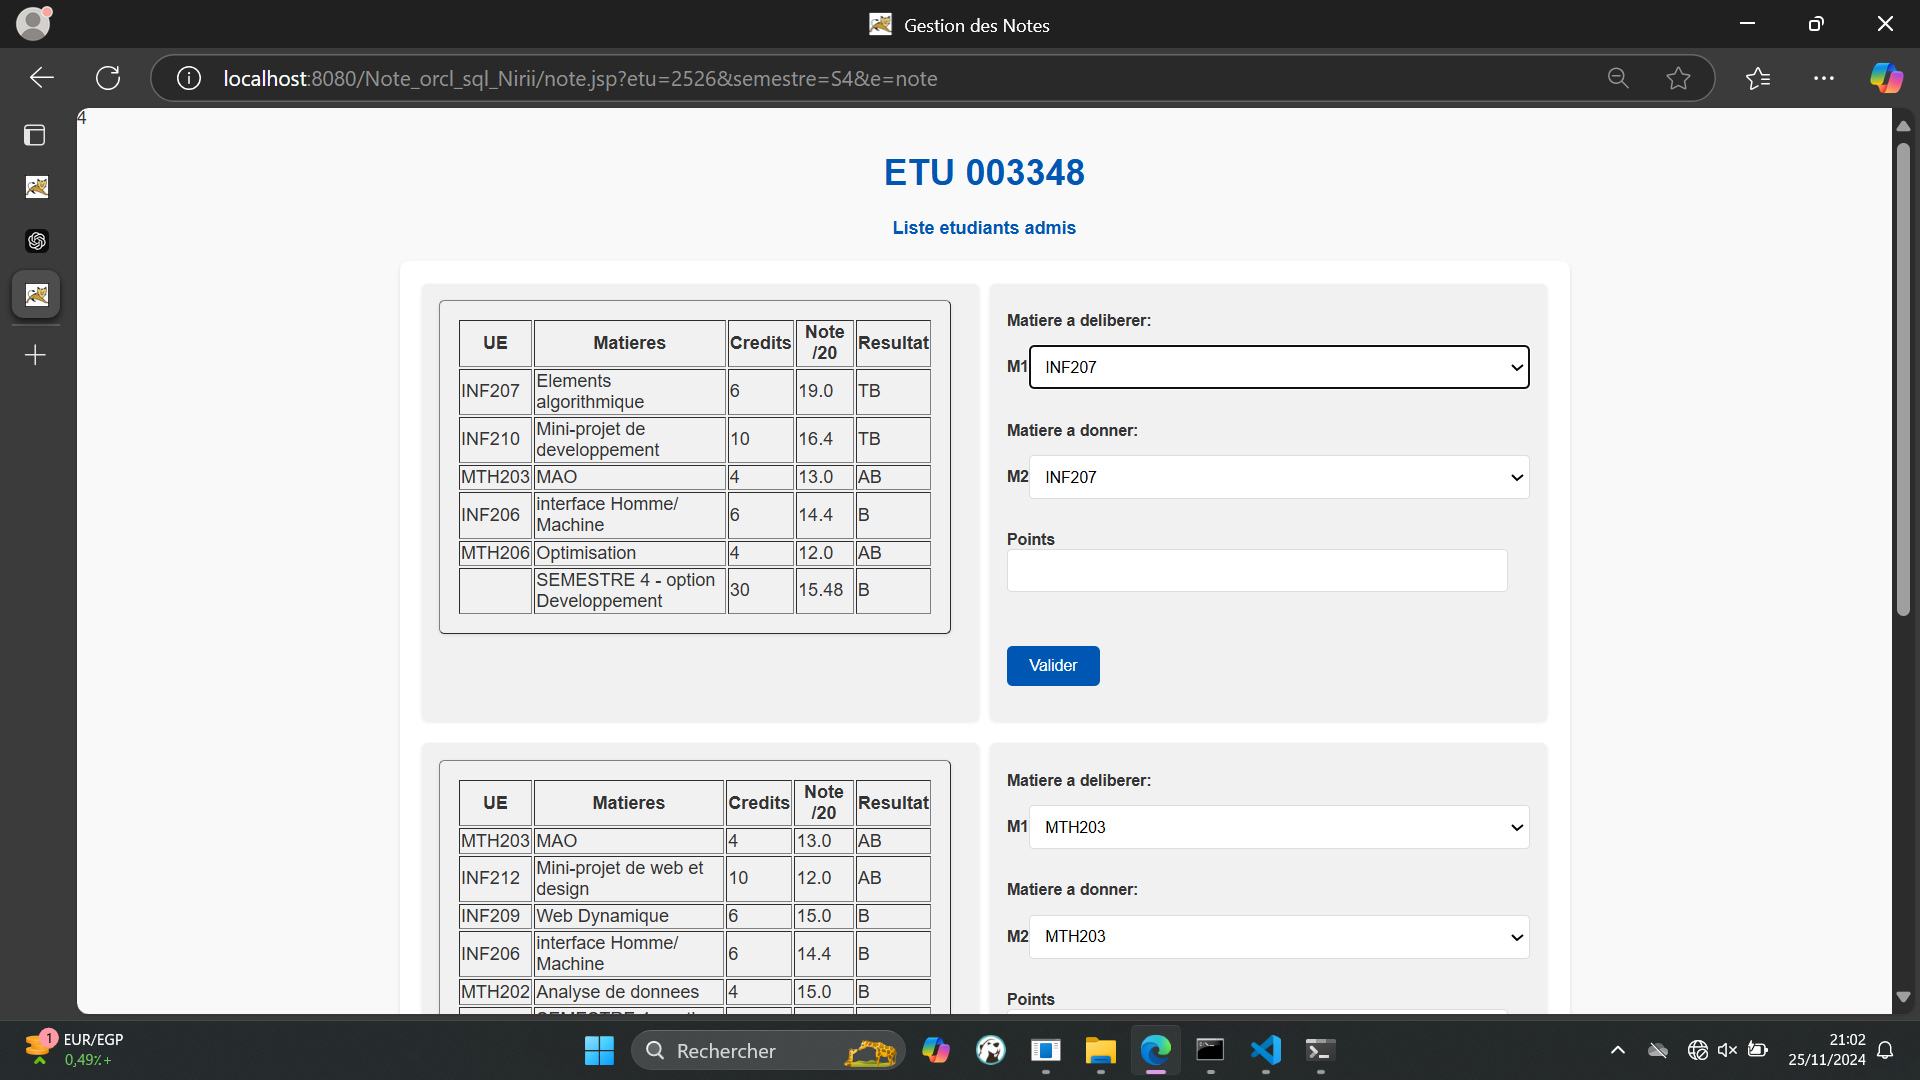 Gestion des Notes
localhost:8080/Note_orcl_sql_Nirii/note.jsp?etu=2526&semestre=S4&e=note
4
ETU 003348
Liste etudiants admis
UE Matieres Credits Note /20 Resultat
INF207 Elements algorithmique 6 19.0 TB
INF210 Mini-projet de developpement 10 16.4 TB
MTH203 MAO 4 13.0 AB
INF206 interface Homme/ Machine 6 14.4 B
MTH206 Optimisation 4 12.0 AB
SEMESTRE 4 - option Developpement 30 15.48 B
Matiere a deliberer:
M1 INF207
Matiere a donner:
M2 INF207
Points
Valider
UE Matieres Credits Note /20 Resultat
MTH203 MAO 4 13.0 AB
INF212 Mini-projet de web et design 10 12.0 AB
INF209 Web Dynamique 6 15.0 B
INF206 interface Homme/ Machine 6 14.4 B
MTH202 Analyse de donnees 4 15.0 B
Matiere a deliberer:
M1 MTH203
Matiere a donner:
M2 MTH203
Points
1
EUR/EGP
0,49%+
Rechercher
21:02
25/11/2024